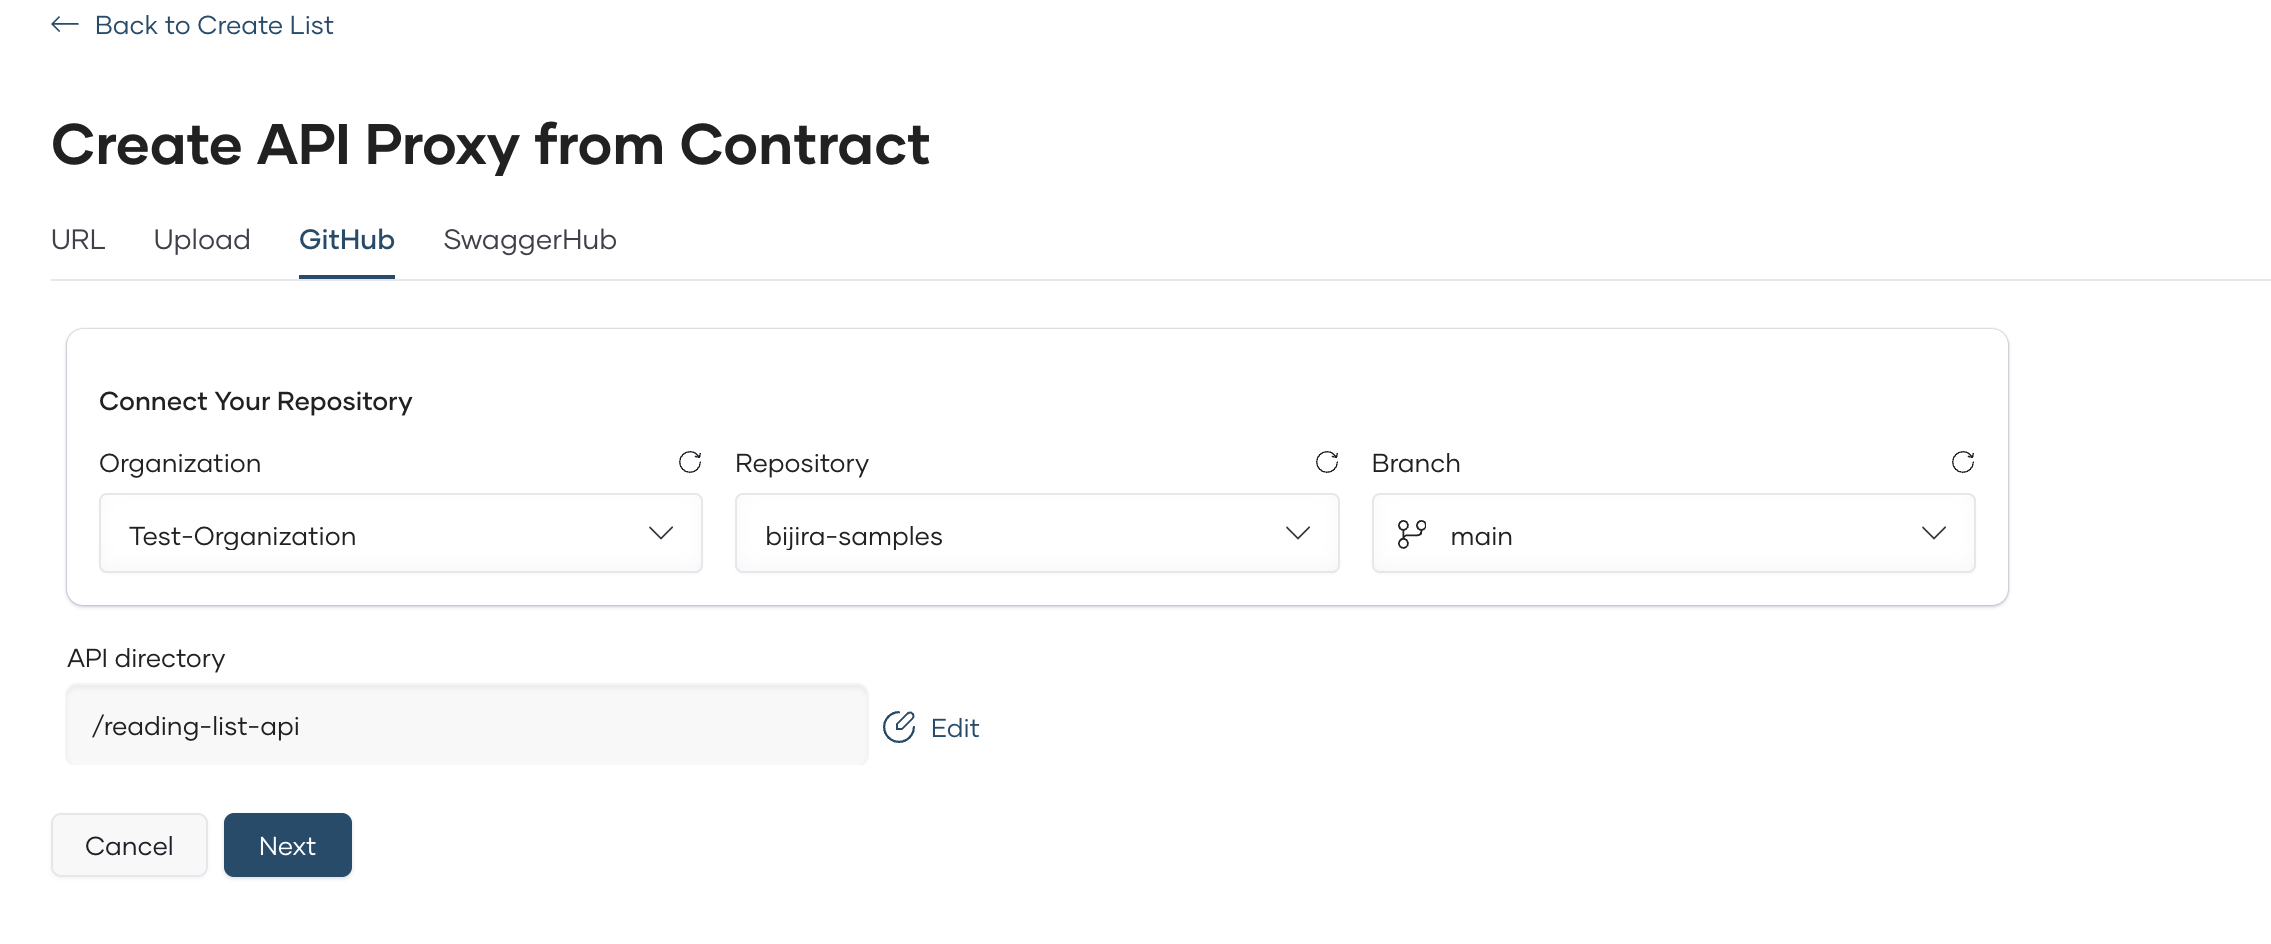 Back to Create List
Create API Proxy from Contract
URL Upload GitHub SwaggerHub
Connect Your Repository
Organization Repository Branch
Test-Organization bijira-samples main
API directory
/reading-list-api Edit
Cancel Next